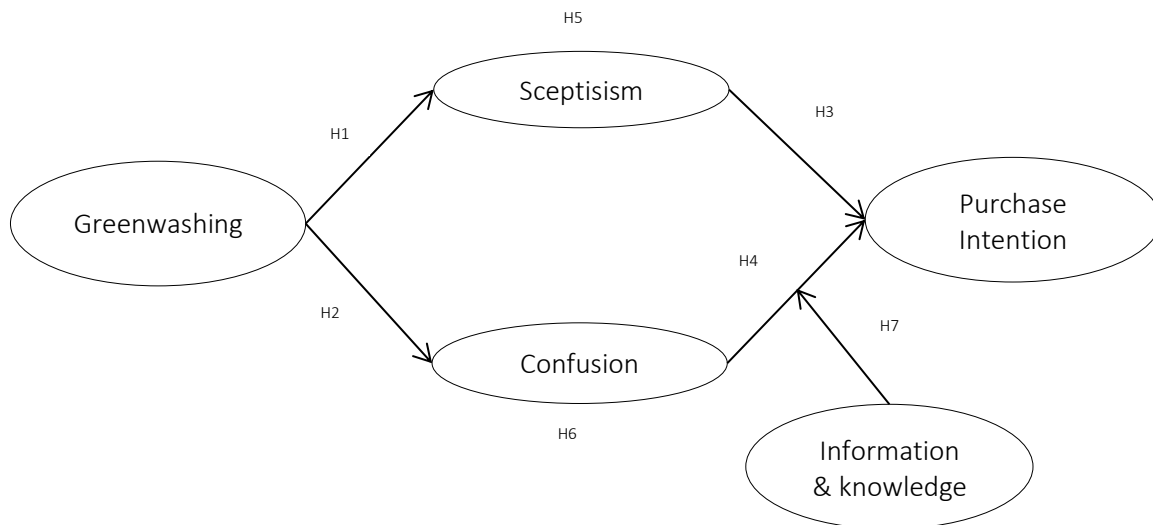 H5
Sceptisism
H1
H3
Greenwashing
Purchase
Intention
H4
H2
H7
Confusion
H6
Information
& knowledge